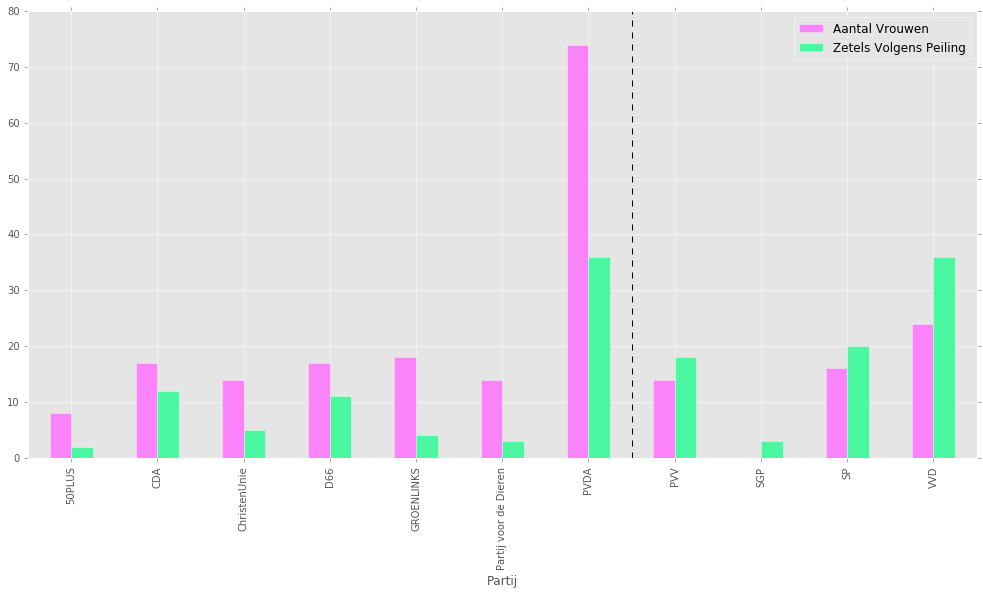 80
70
60
50
40
30
20
10
0
Aantal Vrouwen
Zetels Volgens Peiling
50PLUS
CDA
ChristenUnie
D66
GROENLINKS
Partij voor de Dieren
PVDA
PVV
SGP
SP
VVD
Partij